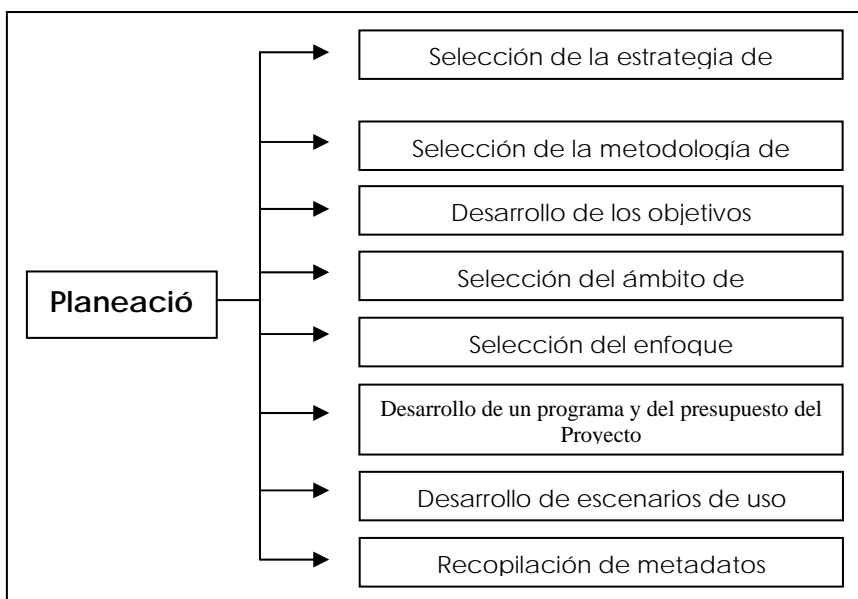 Selección de la estrategia de
Selección de la metodología de
Desarrollo de los objetivos
Selección del ámbito de
Planeació
Selección del enfoque
Desarrollo de un programa y del presupuesto del
Proyecto
Desarrollo de escenarios de uso
Recopilación de metadatos